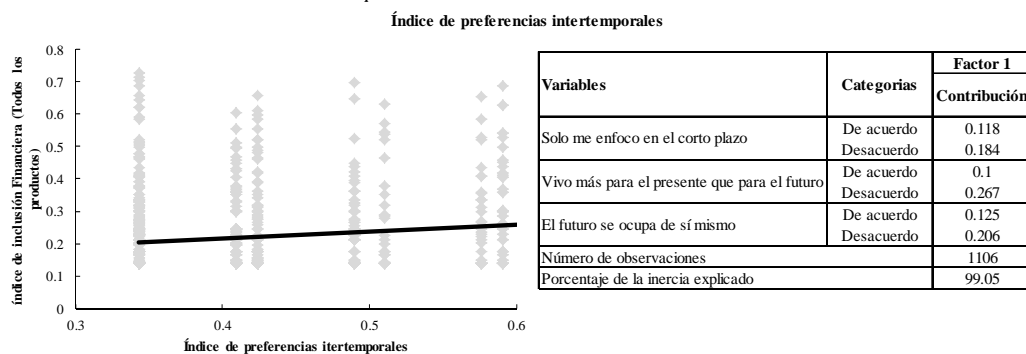 Índice de preferencias intertemporales
índice de inclusión Financiera (Todos los
productos)
0.8
0.7
0.6
0.5
0.4
0.3
0.2
0.1
0
0.3 0.4 0.5 0.6
Índice de preferencias itertemporales
Variables Categorias Factor 1
Contribución
Solo me enfoco en el corto plazo De acuerdo 0.118
Desacuerdo 0.184
Vivo más para el presente que para el futuro De acuerdo 0.1
Desacuerdo 0.267
El futuro se ocupa de sí mismo De acuerdo 0.125
Desacuerdo 0.206
Número de observaciones 1106
Porcentaje de la inercia explicado 99.05